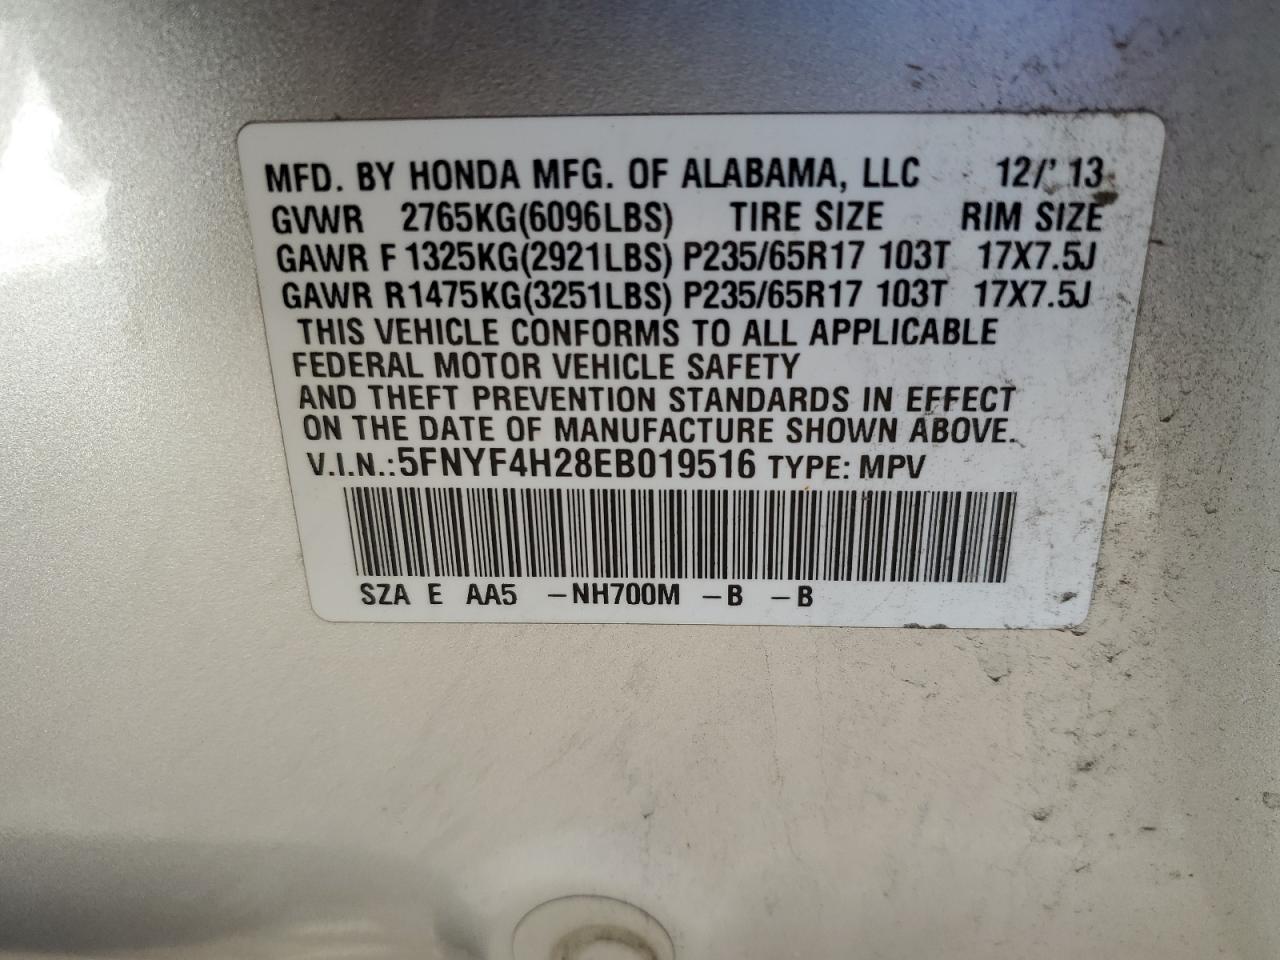 MFD. BY HONDA MFG. OF ALABAMA, LLC 12/' 13
GVWR 2765KG(6096LBS) TIRE SIZE RIM SIZE
GAWR F 1325KG(2921LBS) P235/65R17 103T 17X7.5J
GAWR R1475KG(3251LBS) P235/65R17 103T 17X7.5J
THIS VEHICLE CONFORMS TO ALL APPLICABLE
FEDERAL MOTOR VEHICLE SAFETY
AND THEFT PREVENTION STANDARDS IN EFFECT
ON THE DATE OF MANUFACTURE SHOWN ABOVE.
V.I.N.:5FNYF4H28EB019516 TYPE: MPV
SZA E AA5 -NH700M -B -B